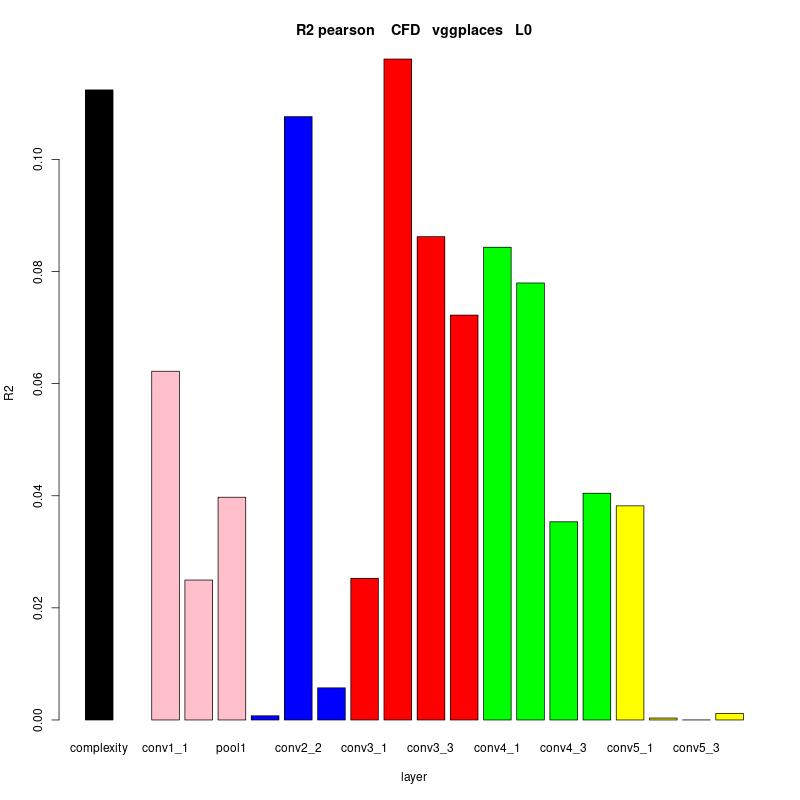 R2 pearson CFD vggplaces L0
0.10
0.08
0.06
0.04
0.02
0.00
R2
complexity conv1_1 pool1 conv2_2 conv3_1 conv3_3 conv4_1 conv4_3 conv5_1 conv5_3
layer